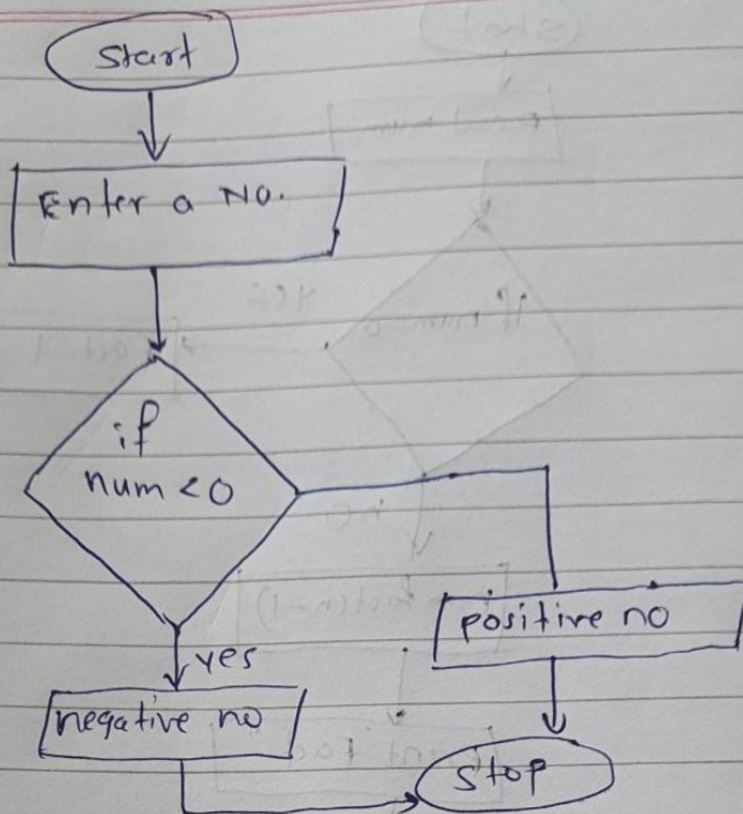 Start
Enter a No.
if
num <0
yes
positive no
negative no
Stop